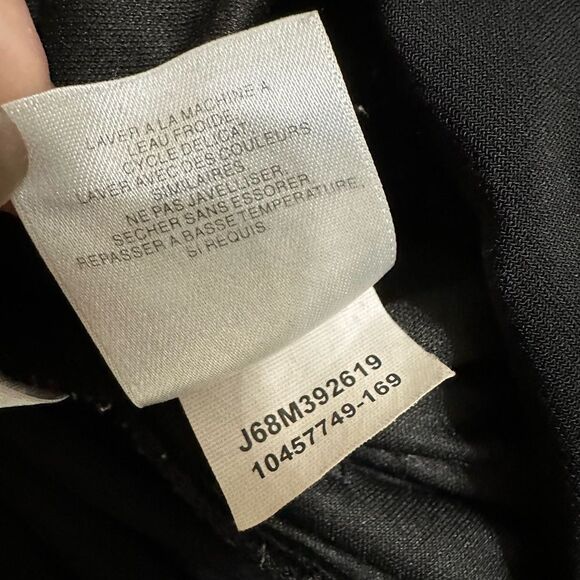 LAVER A LA MACHINE A
L'EAU FROIDE,
CYCLE DELICAT.
LAVER AVEC DES COULEURS
SIMILAIRES.
NE PAS JAVELLISER.
SECHER SANS ESSORER.
REPASSER A BASSE TEMPERATURE,
SI REQUIS.
J68M392619
10457749-169